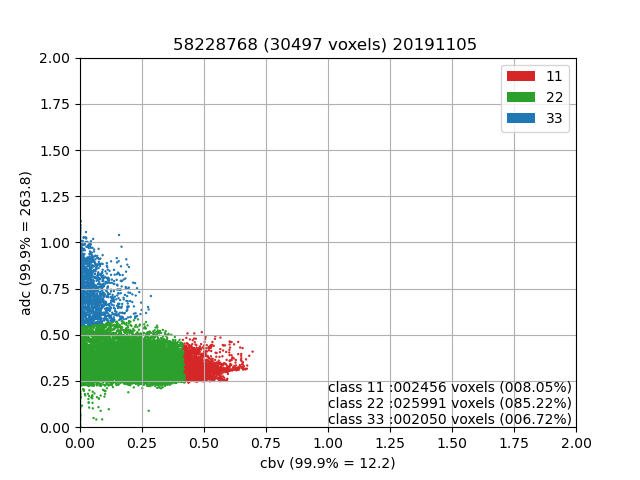 58228768 (30497 voxels) 20191105
2.00
1.75
1.50
1.25
1.00
0.75
0.50
0.25
0.00
adc (99.9% = 263.8)
11
22
33
class 11 :002456 voxels (008.05%)
class 22 :025991 voxels (085.22%)
class 33 :002050 voxels (006.72%)
0.00 0.25 0.50 0.75 1.00 1.25 1.50 1.75 2.00
cbv (99.9% = 12.2)